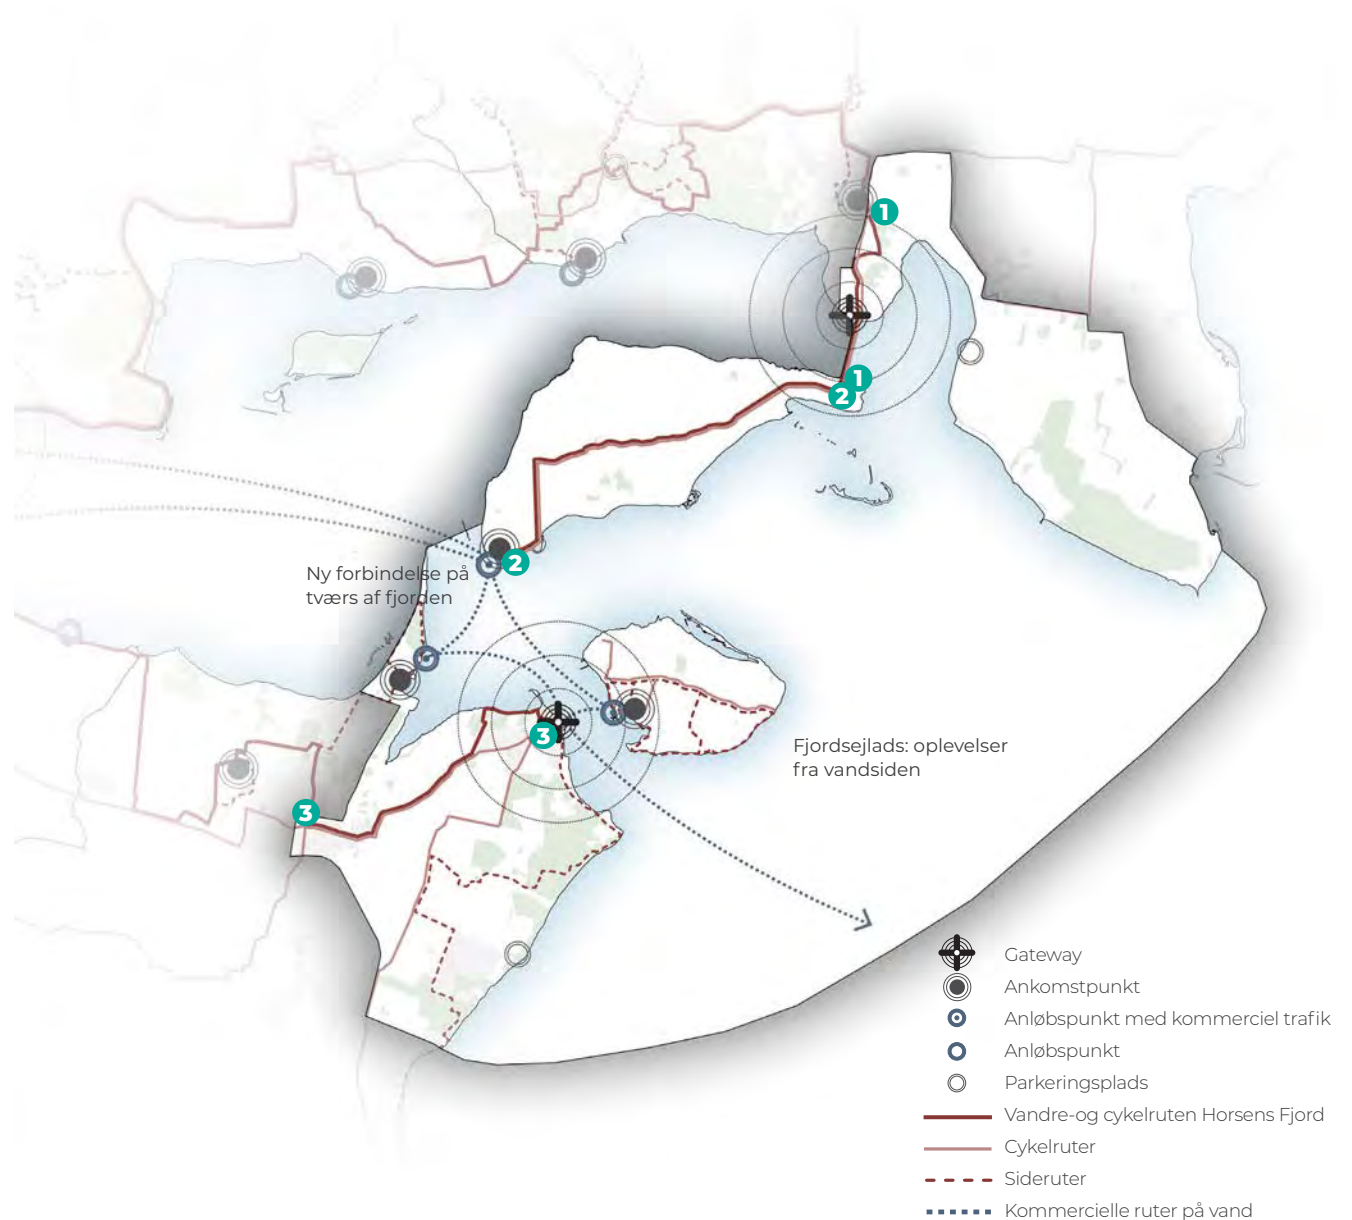 1
1
2
2
Ny forbindelse på
tværs af fjorden
3
Fjordsejlads: oplevelser
fra vandsiden
3
Gateway
Ankomstpunkt
Anløbspunkt med kommerciel trafik
Anløbspunkt
Parkeringsplads
Vandre-og cykelruten Horsens Fjord
Cykelruter
Sideruter
Kommercielle ruter på vand